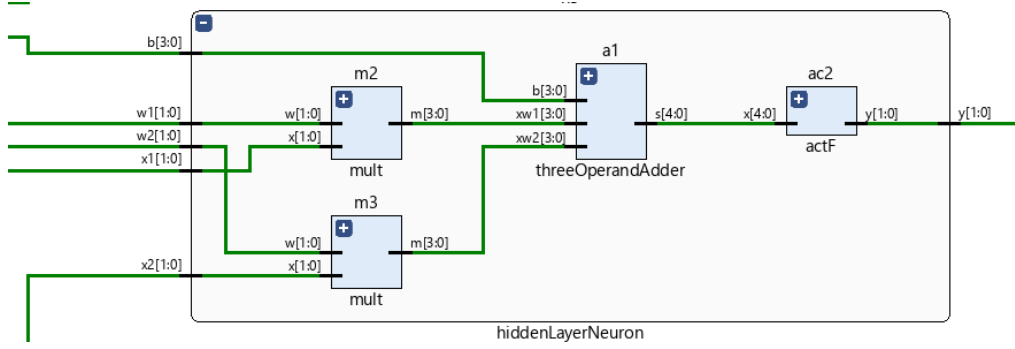 b[3:0]
a1
m2
ac2
b[3:0]
w1[1:0]
w[1:0]
m[3:0]
xw1[3:0]
s[4:0]
x[4:0]
y[1:0]
y[1:0]
w2[1:0]
x[1:0]
xw2[3:0]
actF
x1[1:0]
mult
threeOperandAdder
m3
w[1:0]
m[3:0]
x2[1:0]
x[1:0]
mult
hiddenLayerNeuron